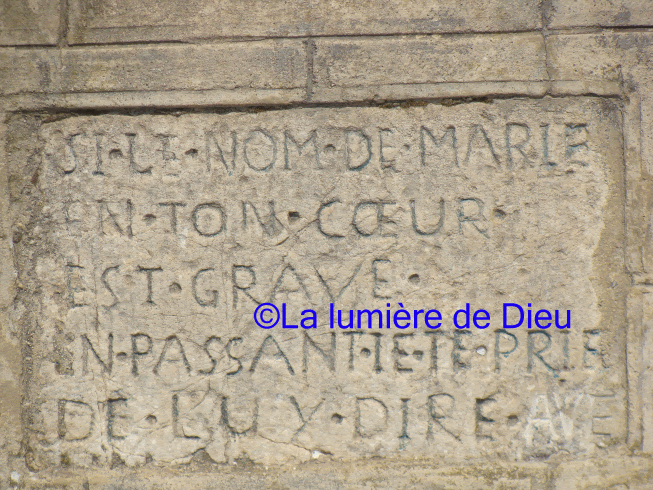 SI·LE·NOM·DE·MARIE
EN·TON·CŒUR·
EST·GRAVE·
©La lumière de Dieu
EN·PASSANT·IE·TE·PRIE
DE·LUY·DIRE·AVE